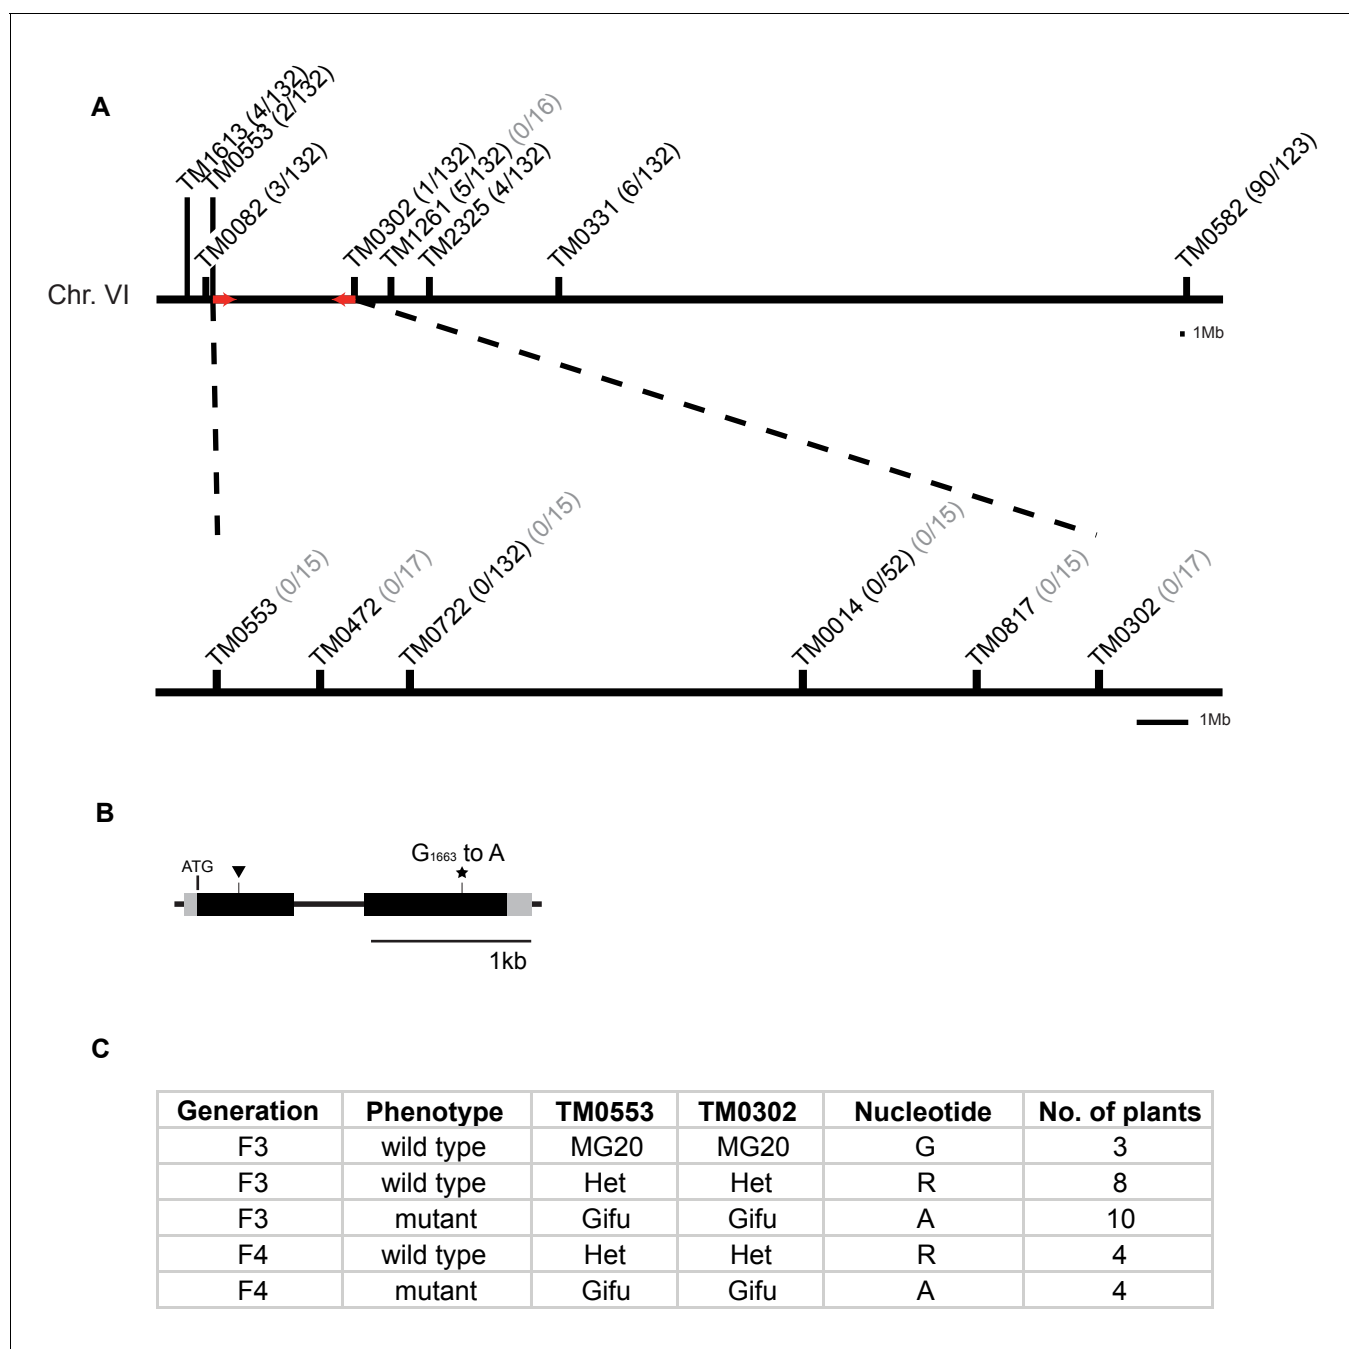 A
TM1613 (4/132)
TM0553 (2/132)
TM0082 (3/132)
TM0302 (1/132)
TM1261 (5/132) (0/16)
TM2325 (4/132)
TM0331 (6/132)
TM0582 (90/123)
Chr. VI
1Mb
TM0553 (0/15)
TM0472 (0/17)
TM0722 (0/132) (0/15)
TM0014 (0/52) (0/15)
TM0817 (0/15)
TM0302 (0/17)
1Mb
B
ATG
G1663 to A
1kb
C
Generation Phenotype TM0553 TM0302 Nucleotide No. of plants
F3 wild type MG20 MG20 G 3
F3 wild type Het Het R 8
F3 mutant Gifu Gifu A 10
F4 wild type Het Het R 4
F4 mutant Gifu Gifu A 4